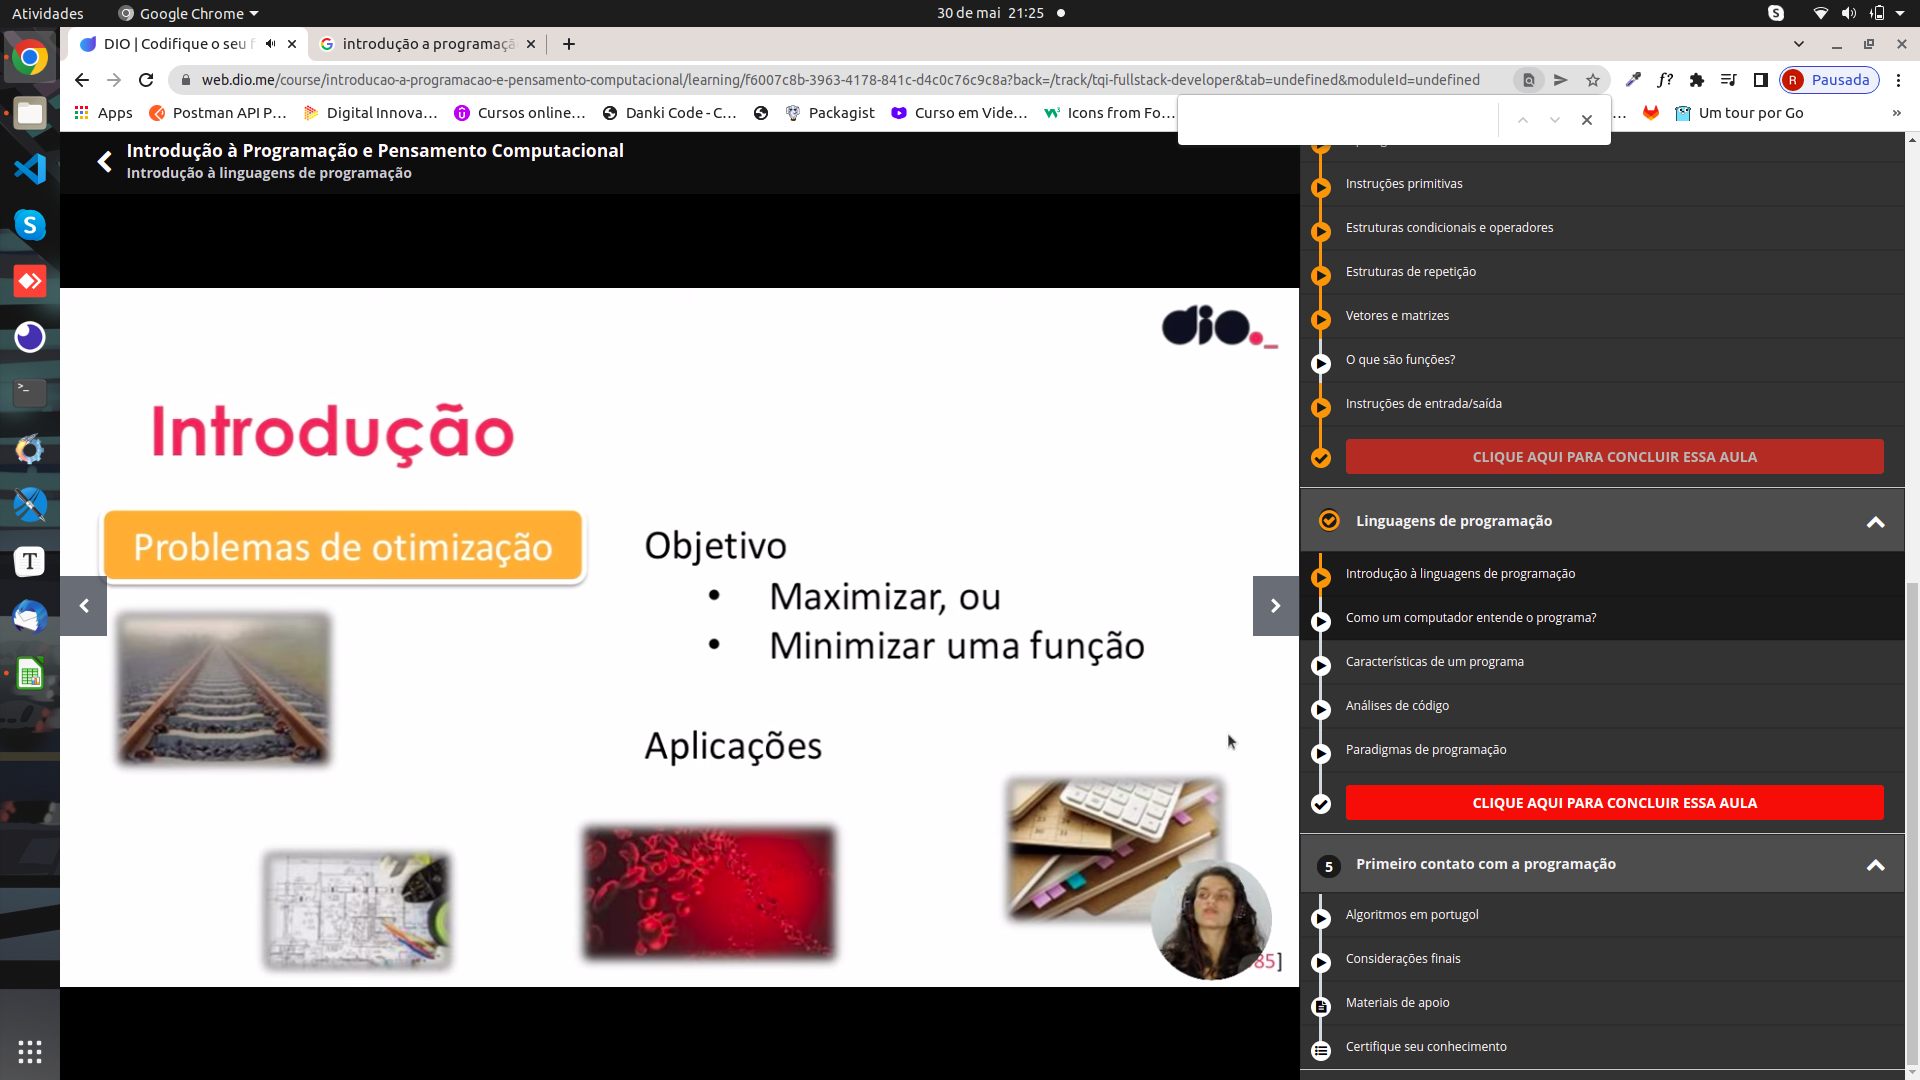 Atividades
Google Chrome
30 de mai 21:25
DIO | Codifique o seu f
introdução a programaçã
web.dio.me/course/introducao-a-programacao-e-pensamento-computacional/learning/f6007c8b-3963-4178-841c-d4c0c76c9c8a?back=/track/tqi-fullstack-developer&tab=undefined&moduleId=undefined
f?
R
Pausada
Apps
Postman API P...
Digital Innova...
Cursos online...
Danki Code - C...
Packagist
Curso em Vide...
Icons from Fo...
...
Um tour por Go
»
Introdução à Programação e Pensamento Computacional
Introdução à linguagens de programação
dio._
Introdução
Problemas de otimização
Objetivo
• Maximizar, ou
• Minimizar uma função
Aplicações
85]
Instruções primitivas
Estruturas condicionais e operadores
Estruturas de repetição
Vetores e matrizes
O que são funções?
Instruções de entrada/saída
CLIQUE AQUI PARA CONCLUIR ESSA AULA
Linguagens de programação
Introdução à linguagens de programação
Como um computador entende o programa?
Características de um programa
Análises de código
Paradigmas de programação
CLIQUE AQUI PARA CONCLUIR ESSA AULA
5
Primeiro contato com a programação
Algoritmos em portugol
Considerações finais
Materiais de apoio
Certifique seu conhecimento